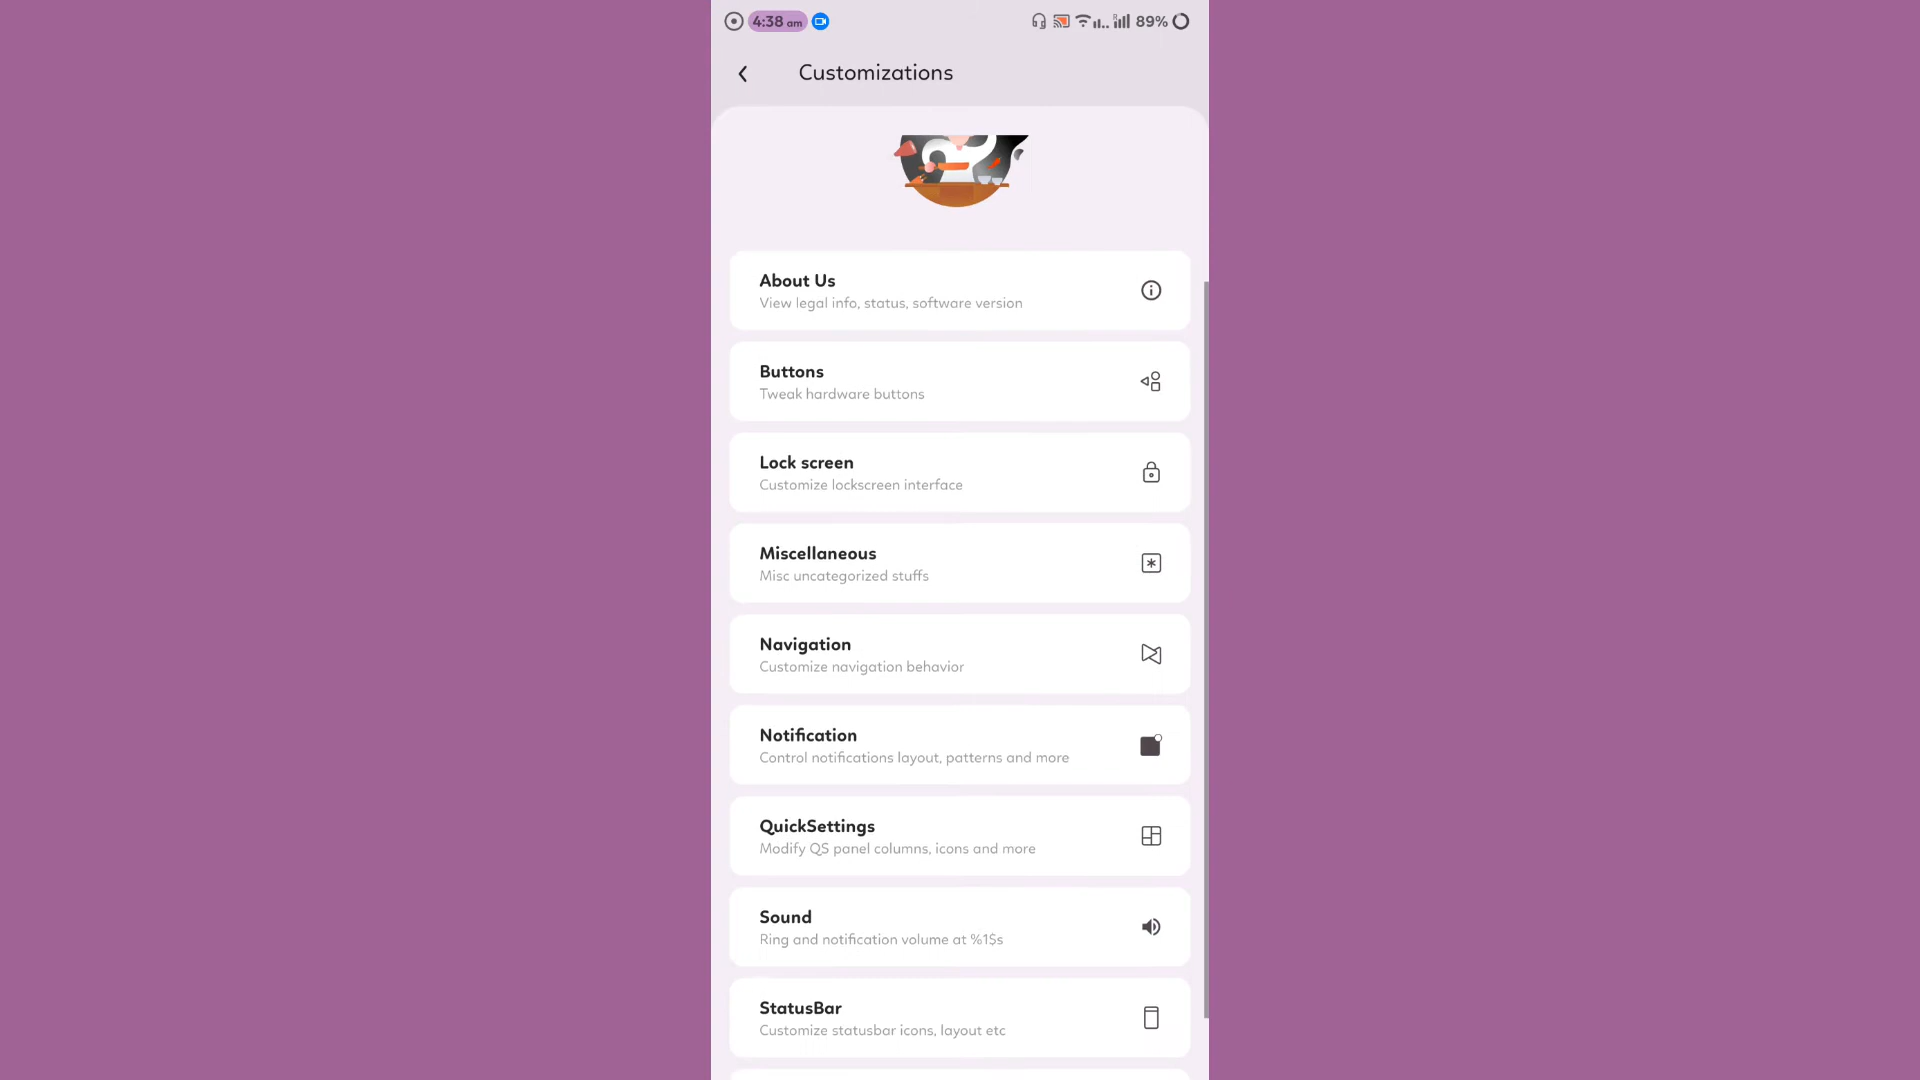 4:38 am
R
89%
Customizations
About Us
View legal info, status, software version
Buttons
Tweak hardware buttons
Lock screen
Customize lockscreen interface
Miscellaneous
Misc uncategorized stuffs
Navigation
Customize navigation behavior
Notification
Control notifications layout, patterns and more
QuickSettings
Modify QS panel columns, icons and more
Sound
Ring and notification volume at %1$s
StatusBar
Customize statusbar icons, layout etc